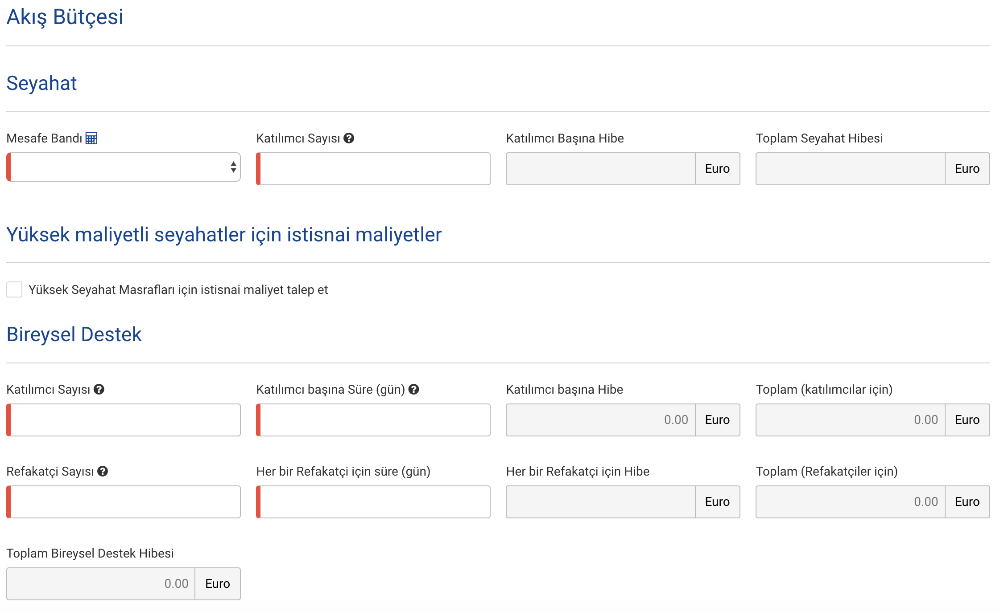 Akış Bütçesi
Seyahat
Mesafe Bandı
Katılımcı Sayısı ?
Katılımcı Başına Hibe
Toplam Seyahat Hibesi
Euro
Euro
Yüksek maliyetli seyahatler için istisnai maliyetler
Yüksek Seyahat Masrafları için istisnai maliyet talep et
Bireysel Destek
Katılımcı Sayısı ?
Katılımcı başına Süre (gün) ?
Katılımcı başına Hibe
Toplam (katılımcılar için)
0.00 Euro
0.00 Euro
Refakatçi Sayısı ?
Her bir Refakatçi için süre (gün)
Her bir Refakatçi için Hibe
Toplam (Refakatçiler için)
Euro
0.00 Euro
Toplam Bireysel Destek Hibesi
0.00 Euro